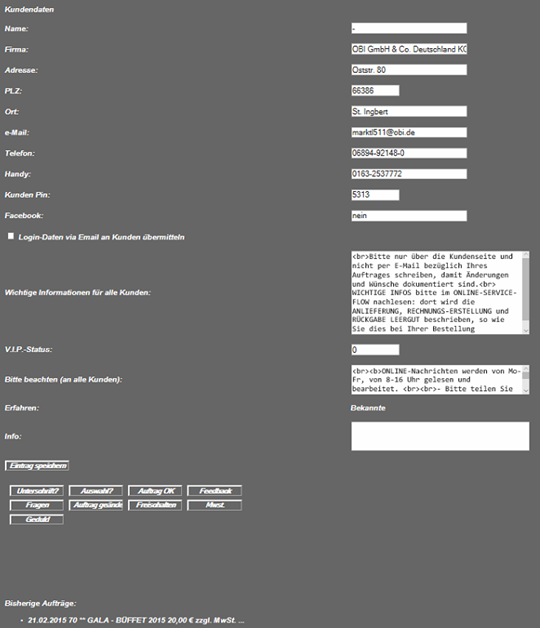 Kundendaten
Name: -
Firma: OBI GmbH & Co. Deutschland KG
Adresse: Oststr. 80
PLZ: 66386
Ort: St. Ingbert
e-Mail: marktl511@obi.de
Telefon: 06894-92148-0
Handy: 0163-2537772
Kunden Pin: 5313
Facebook: nein
Login-Daten via Email an Kunden übermitteln
Wichtige Informationen für alle Kunden:
<br>Bitte nur über die Kundenseite und
nicht per E-Mail bezüglich Ihres
Auftrages schreiben, damit Änderungen
und Wünsche dokumentiert sind.<br>
WICHTIGE INFOS bitte im ONLINE-SERVICE-
FLOW nachlesen: dort wird die
ANLIEFERUNG, RECHNUNGS-ERSTELLUNG und
RÜCKGABE LEERGUT beschrieben, so wie
Sie dies bei Ihrer Bestellung
V.I.P.-Status: 0
Bitte beachten (an alle Kunden):
<br><b>ONLINE-Nachrichten werden von Mo-
Fr, von 8-16 Uhr gelesen und
bearbeitet. <br><br>- Bitte teilen Sie
Erfahren: Bekannte
Info:
Eintrag speichern
Unterschrift? Auswahl? Auftrag OK Feedback
Fragen Auftrag geände Freischalten Mwst.
Geduld
Bisherige Aufträge:
• 21.02.2015 70 ** GALA - BÜFFET 2015 20,00 € zzgl. MwSt. ...